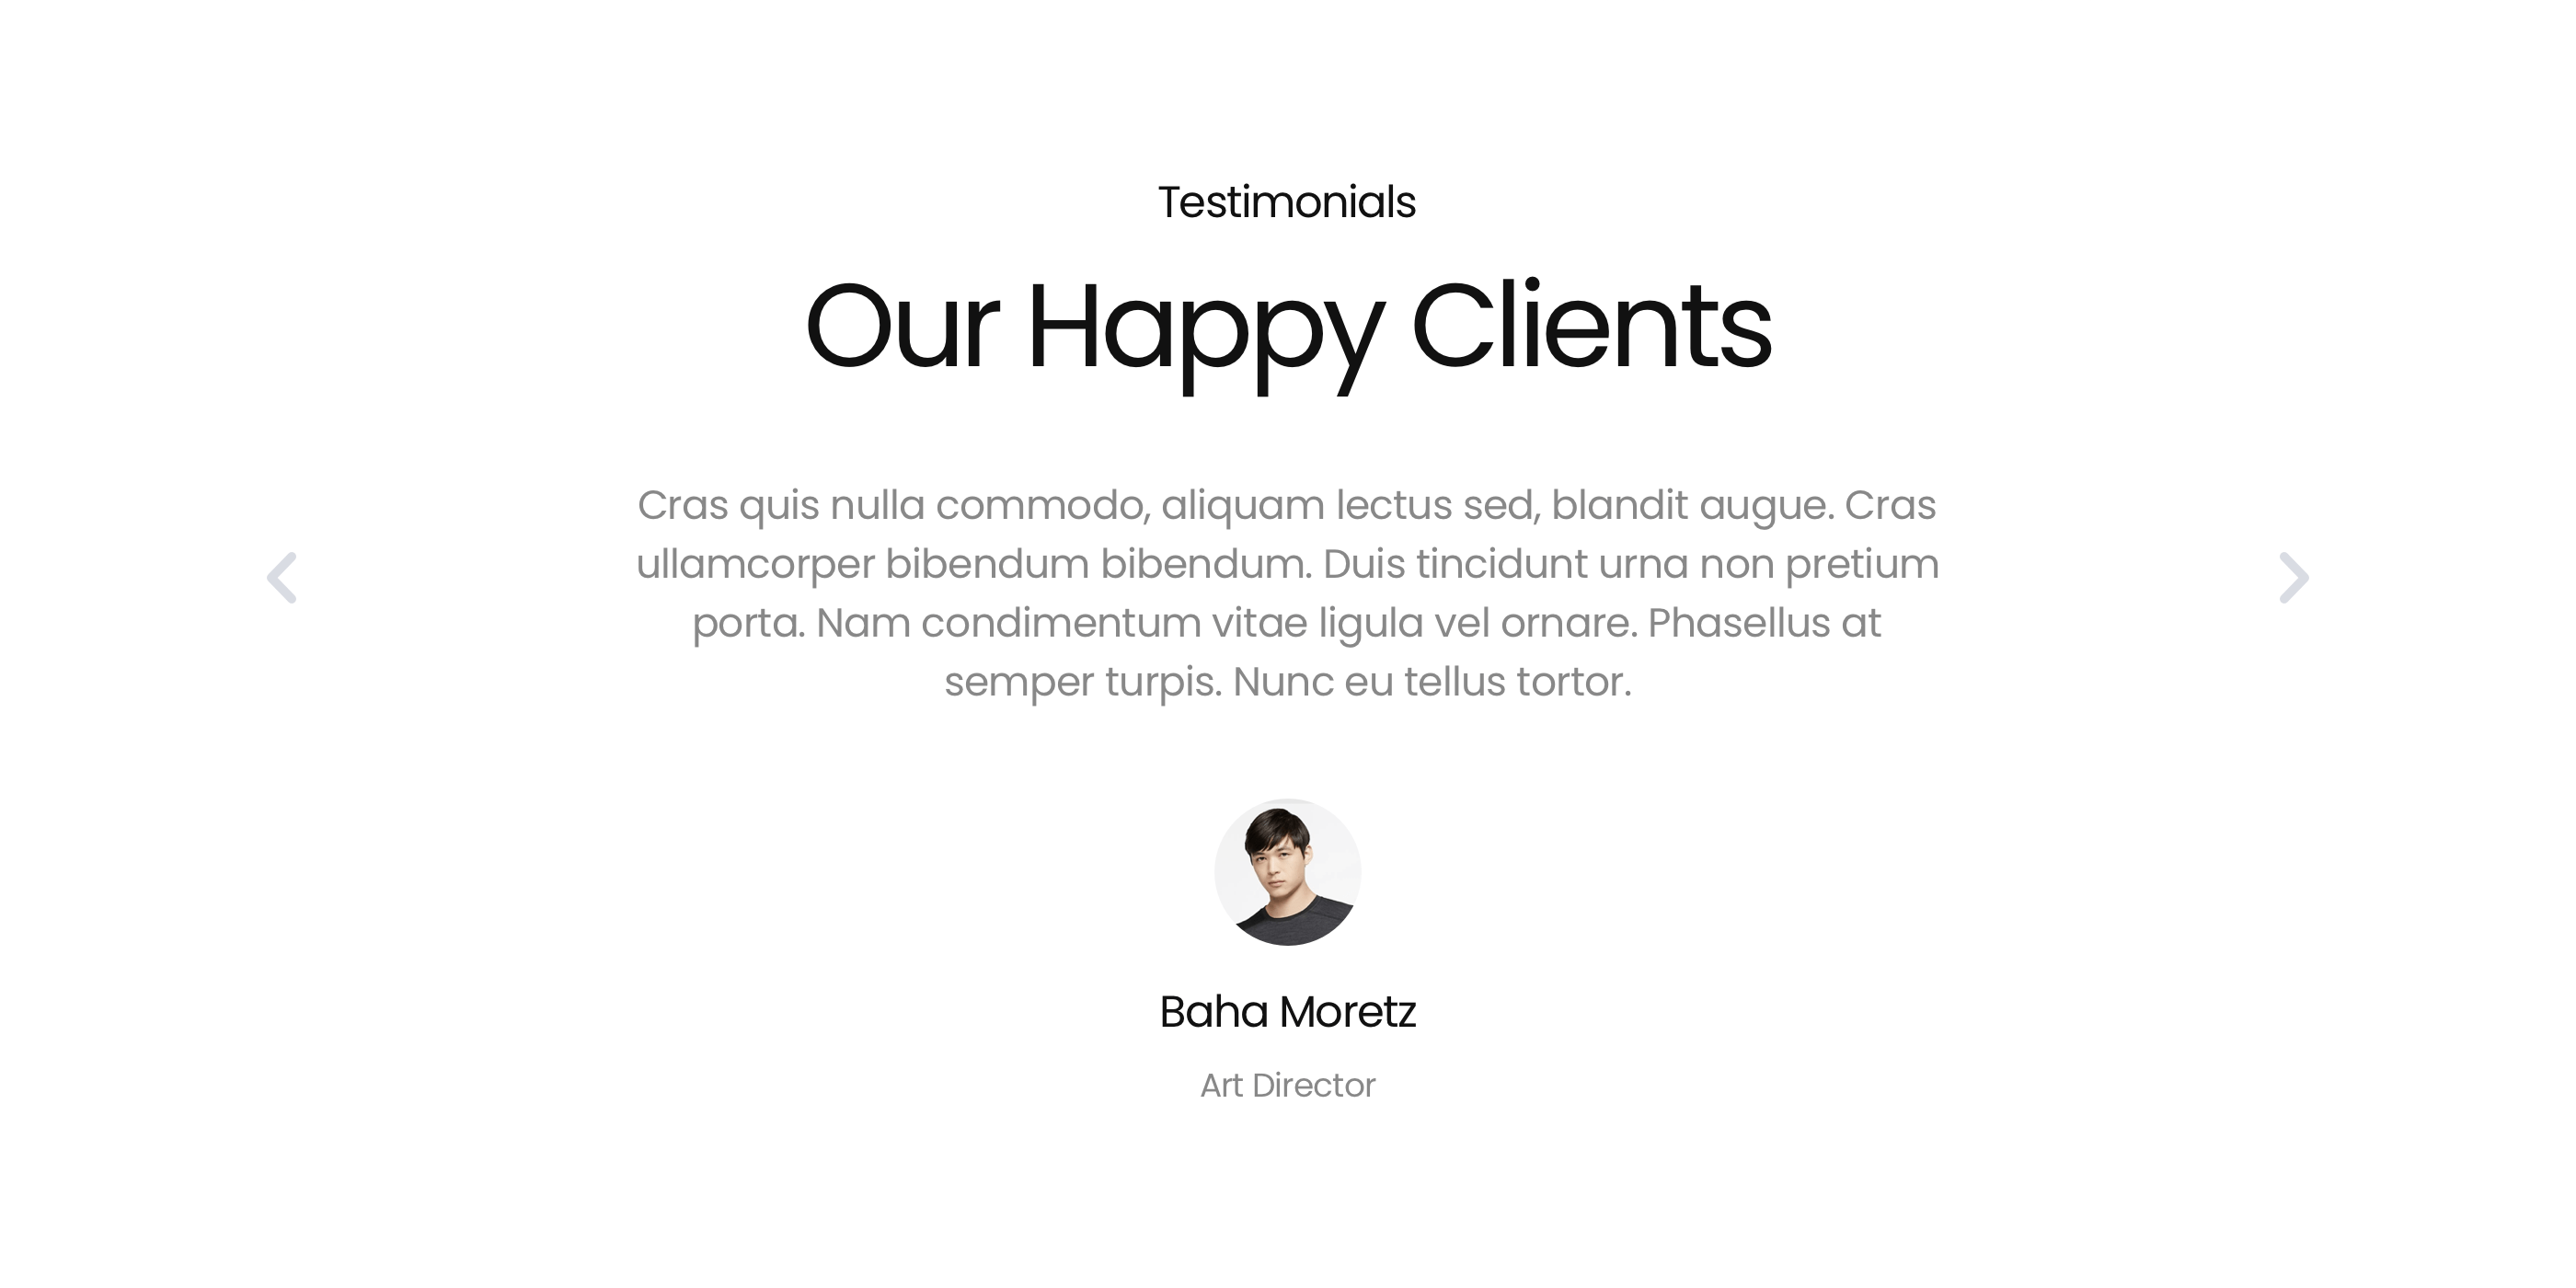 Testimonials
Our Happy Clients
Cras quis nulla commodo, aliquam lectus sed, blandit augue. Cras
ullamcorper bibendum bibendum. Duis tincidunt urna non pretium
porta. Nam condimentum vitae ligula vel ornare. Phasellus at
semper turpis. Nunc eu tellus tortor.
Baha Moretz
Art Director